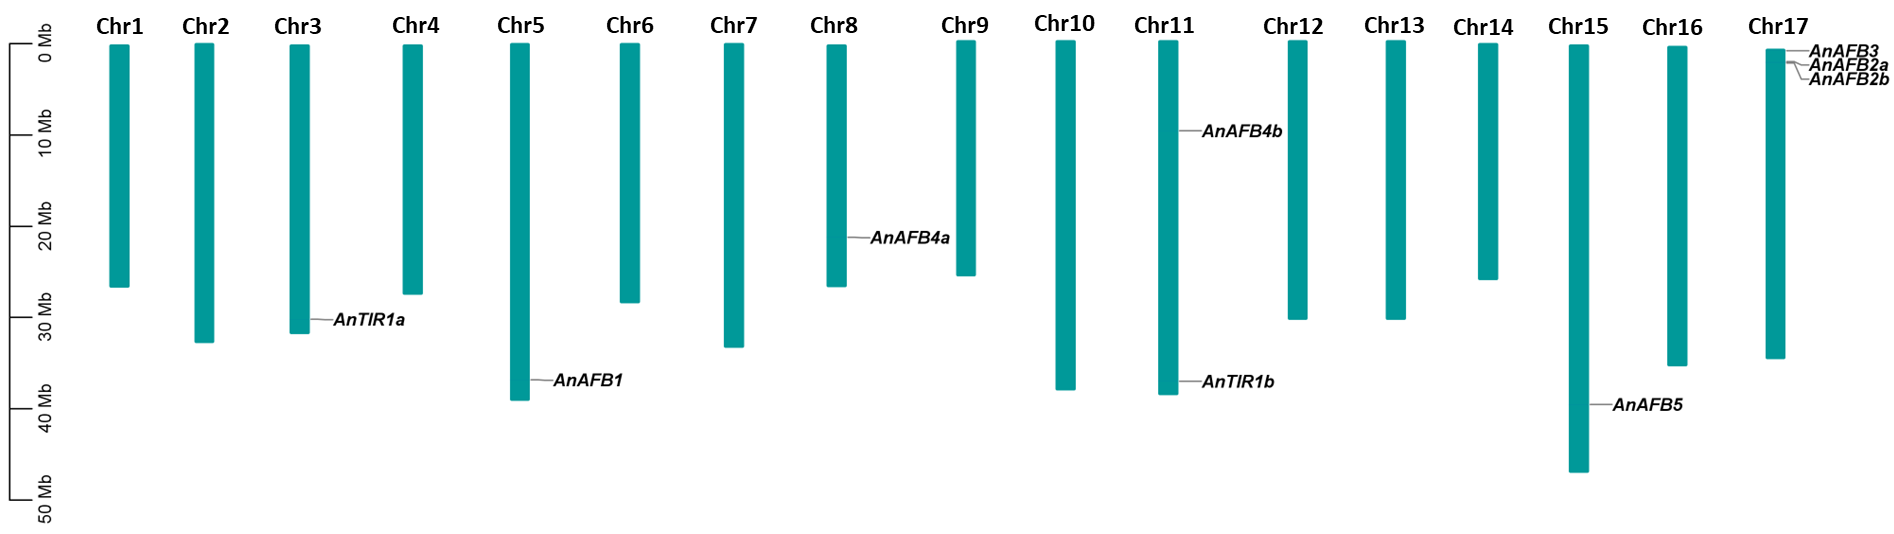 Chr1 Chr2 Chr3 Chr4 Chr5 Chr6 Chr7 Chr8 Chr9 Chr10 Chr11 Chr12 Chr13 Chr14 Chr15 Chr16 Chr17
0 Mb
10 Mb
20 Mb
30 Mb
40 Mb
50 Mb
AnTIR1a
AnAFB1
AnAFB4a
AnAFB4b
AnTIR1b
AnAFB5
AnAFB3
AnAFB2a
AnAFB2b